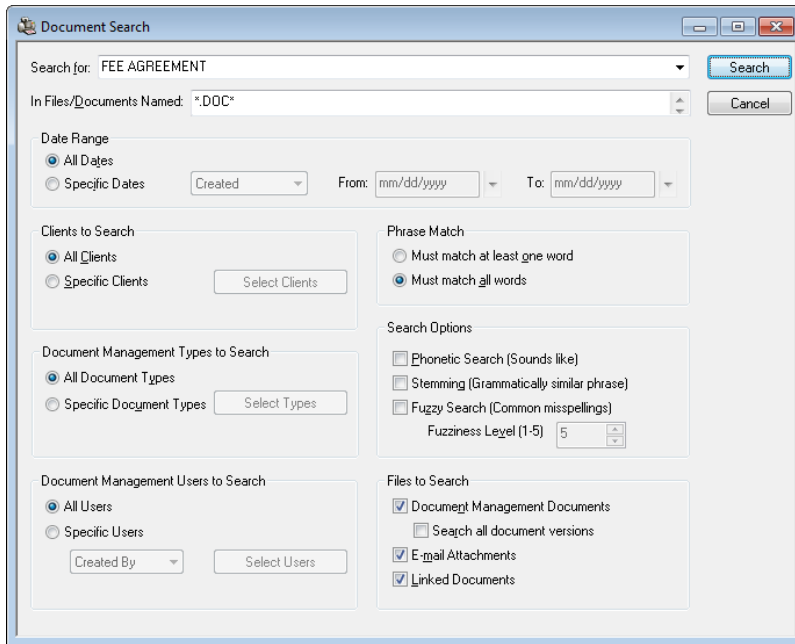 Document Search
Search for: FEE AGREEMENT
Search
In Files/Documents Named: *.DOC*
Cancel
Date Range
All Dates
Specific Dates Created From: mm/dd/yyyy To: mm/dd/yyyy
Clients to Search
All Clients
Specific Clients Select Clients
Phrase Match
Must match at least one word
Must match all words
Document Management Types to Search
All Document Types
Specific Document Types Select Types
Search Options
Phonetic Search (Sounds like)
Stemming (Grammatically similar phrase)
Fuzzy Search (Common misspellings)
Fuzziness Level (1-5) 5
Document Management Users to Search
All Users
Specific Users
Created By Select Users
Files to Search
Document Management Documents
Search all document versions
E-mail Attachments
Linked Documents